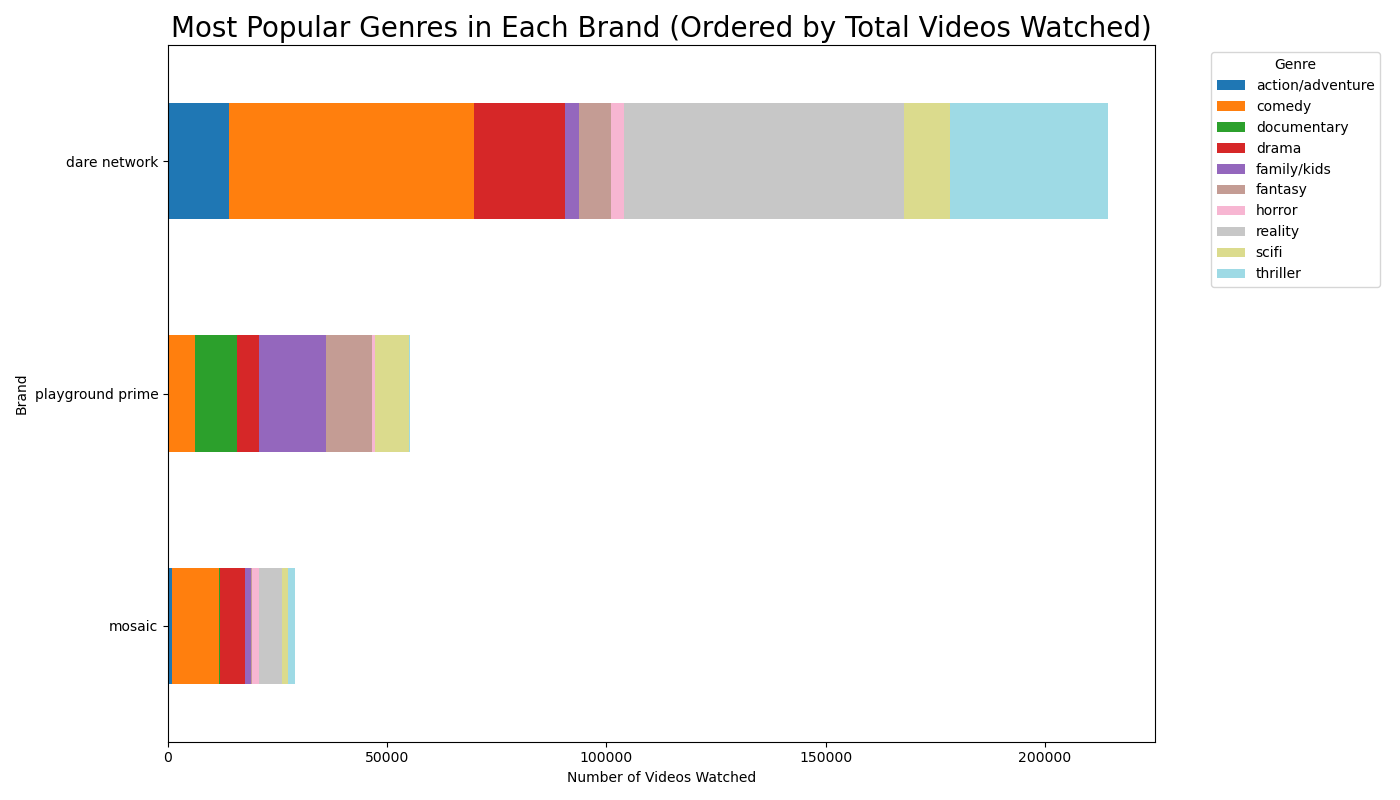 Most Popular Genres in Each Brand (Ordered by Total Videos Watched)
Genre
action/adventure
comedy
documentary
drama
family/kids
fantasy
horror
reality
scifi
thriller
Brand
dare network
playground prime
mosaic
0 50000 100000 150000 200000
Number of Videos Watched